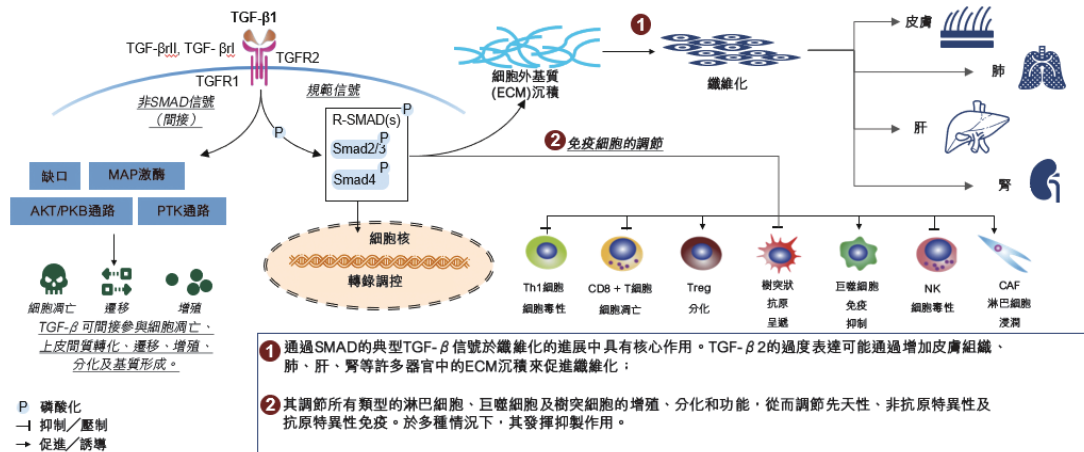 TGF-β1
TGF-βrII, TGF- βrI
TGFR2
TGFR1
非SMAD信號
（間接）
規範信號
P
P
R-SMAD(s)
P
Smad2/3
P
Smad4
缺口
MAP激酶
AKT/PKB通路
PTK通路
細胞凋亡
遷移
增殖
TGF-β 可間接參與細胞凋亡、
上皮間質轉化、遷移、增殖、
分化及基質形成。
細胞核
轉錄調控
細胞外基質
(ECM)沉積
1
纖維化
皮膚
肺
肝
腎
2 免疫細胞的調節
Th1細胞
細胞毒性
CD8 + T細胞
細胞凋亡
Treg
分化
樹突狀
抗原
呈遞
巨噬細胞
免疫
抑制
NK
細胞毒性
CAF
淋巴細胞
浸潤
P 磷酸化
抑制／壓制
促進／誘導
1 通過SMAD的典型TGF-β信號於纖維化的進展中具有核心作用。TGF-β2的過度表達可能通過增加皮膚組織、
肺、肝、腎等許多器官中的ECM沉積來促進纖維化；
2 其調節所有類型的淋巴細胞、巨噬細胞及樹突細胞的增殖、分化和功能，從而調節先天性、非抗原特異性及
抗原特異性免疫。於多種情況下，其發揮抑製作用。